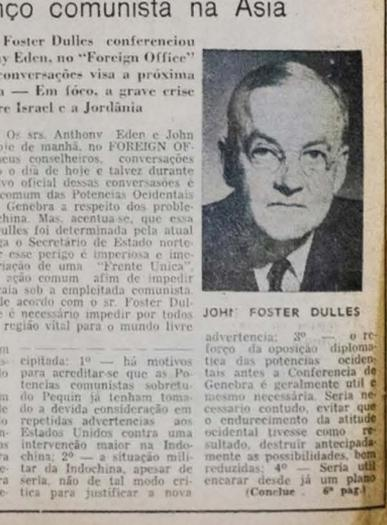 nço comunista na Asia
Foster Dulles conferenciou
y Eden, no "Foreign Office"
conversações visa a próxima
a — Em fóco, a grave crise
re Israel e a Jordânia
Os srs. Anthony Eden e John
oje de manhã, no FOREIGN OF-
seus conselheiros, conversações
o dia de hoje e talvez durante
vo oficial dessas conversasões é
comum das Potencias Ocidentais
Genebra a respeito dos proble-
china. Mas, acentua-se, que essa
ulles foi determinada pela atual
ga o Secretário de Estado norte-
esse perigo é imperiosa e ime-
riação de uma "Frente Unica",
ação comum afim de impedir
caia sob a empleitada comunista.
de acordo com o sr. Foster Dul-
é necessário impedir por todos
região vital para o mundo livre
cipitada: 1º — há motivos
para acreditar-se que as Po-
tencias comunistas sobretu-
do Pequin já tenham toma-
do a devida consideração em
repetidas advertencias aos
Estados Unidos contra uma
intervenção maior na Indo-
china; 2º — a situação mili-
tar da Indochina, apesar de
seria, não de tal modo cri-
tica para justificar a nova
JOHN FOSTER DULLES
advertencia; 3º — o re-
forço da oposição diploma-
tica das potencias ociden-
tais antes a Conferencia de
Genebra é geralmente util e
mesmo necessária. Seria ne-
cessario contudo, evitar que
o endurecimento da atitude
ocidental tivesse como re-
sultado, destruir antecipada-
mente as possibilidades, bem
reduzidas; 4º — Seria util
encarar desde já um plano
(Conclue . 6ª pag.)